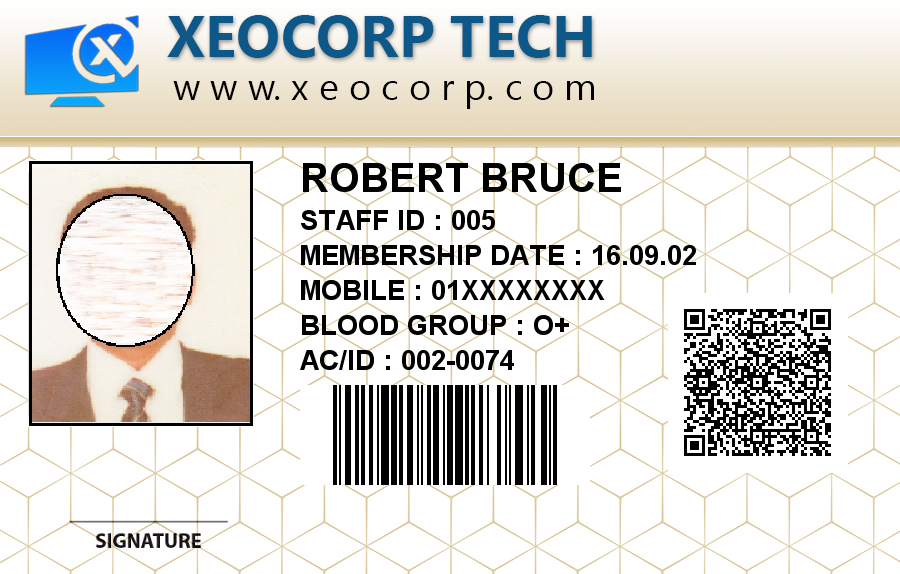 XEOCORP TECH
www.xeocorp.com
ROBERT BRUCE
STAFF ID : 005
MEMBERSHIP DATE : 16.09.02
MOBILE : 01XXXXXXXX
BLOOD GROUP : O+
AC/ID : 002-0074
SIGNATURE